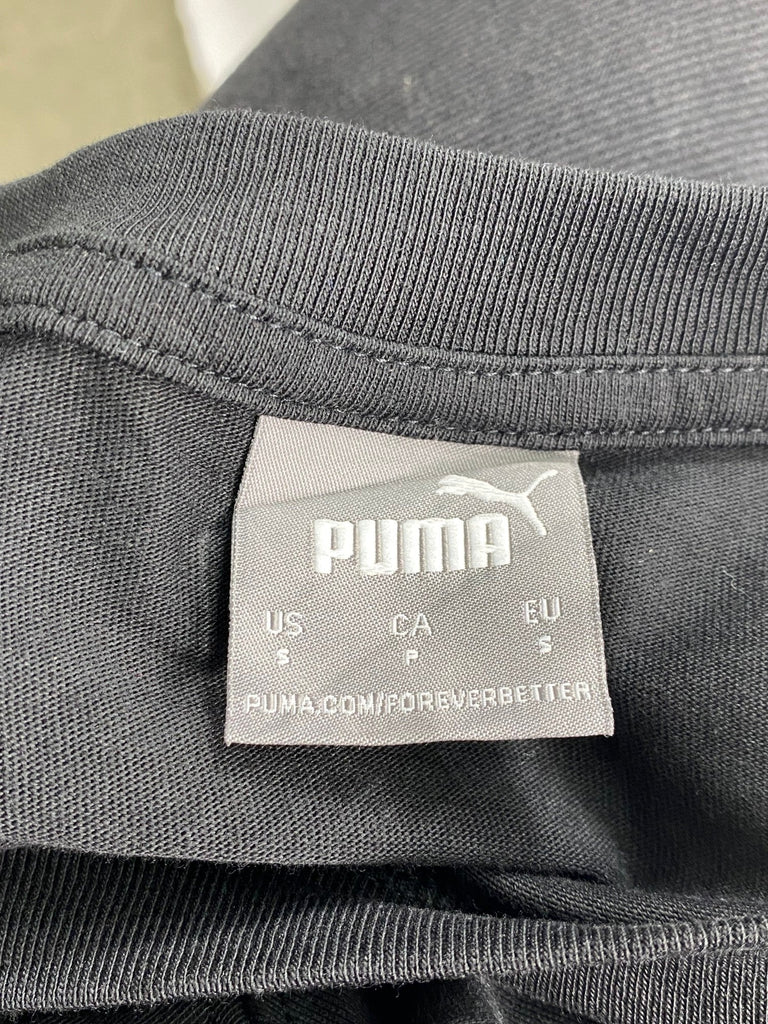 PUMA
US CA EU
S P S
PUMA.COM/FOREVERBETTER